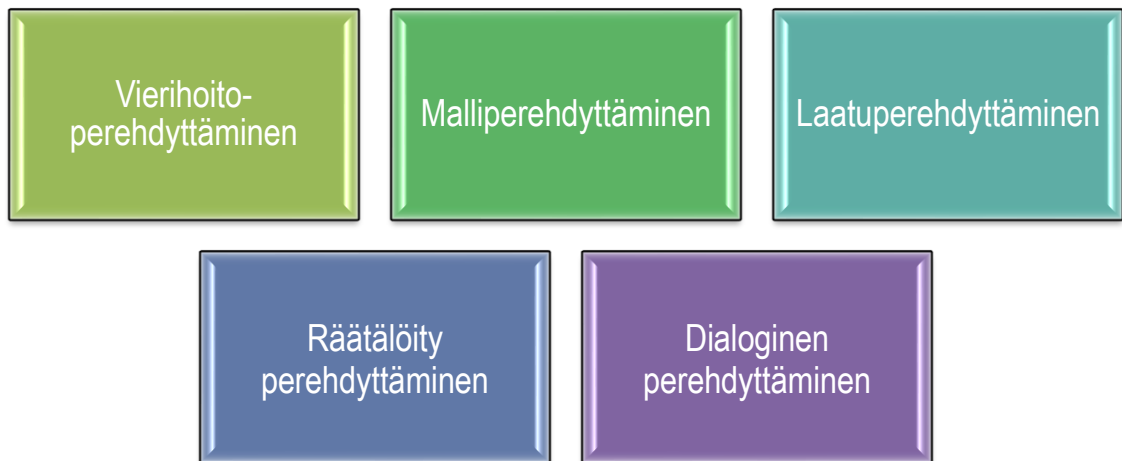 Vierihoito-
perehdyttäminen
Malliperehdyttäminen
Laatuperehdyttäminen
Räätälöity
perehdyttäminen
Dialoginen
perehdyttäminen